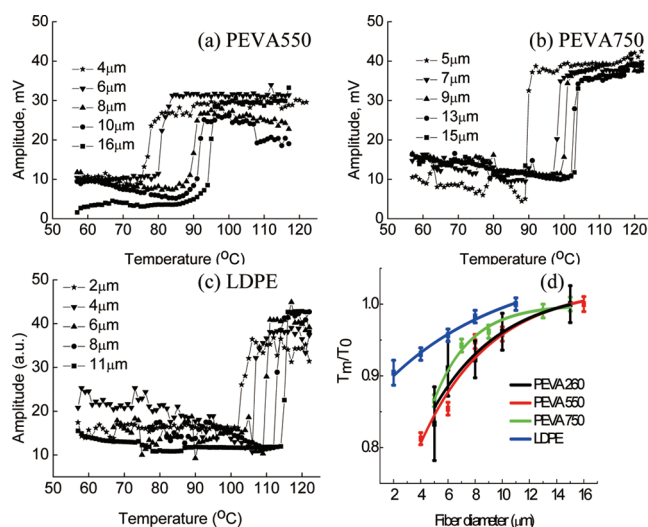 (a) PEVA550
4μm
6μm
8μm
10μm
16μm
Amplitude, mV
50
40
30
20
10
0
50 60 70 80 90 100 110 120
Temperature (°C)
(b) PEVA750
5μm
7μm
9μm
13μm
15μm
Amplitude, mV
50
40
30
20
10
0
50 60 70 80 90 100 110 120
Temperature (°C)
(c) LDPE
2μm
4μm
6μm
8μm
11μm
Amplitude (a.u.)
50
40
30
20
10
50 60 70 80 90 100 110 120
Temperature (°C)
(d)
Tm/T0
1.0
0.9
0.8
PEVA260
PEVA550
PEVA750
LDPE
2 4 6 8 10 12 14 16
Fiber diameter (μm)